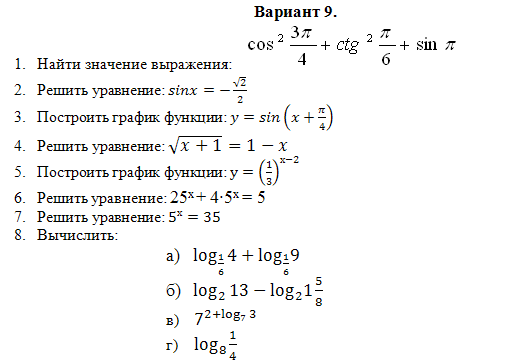 Вариант 9.
1. Найти значение выражения: cos² 3π/4 + ctg² π/6 + sin π
2. Решить уравнение: sinx = −√2/2
3. Построить график функции: y = sin(x + π/4)
4. Решить уравнение: √(x + 1) = 1 − x
5. Построить график функции: y = (1/3)^(x−2)
6. Решить уравнение: 25ˣ+ 4·5ˣ= 5
7. Решить уравнение: 5ˣ = 35
8. Вычислить:
а) log_(1/6) 4 + log_(1/6) 9
б) log₂ 13 − log₂ 1 5/8
в) 7^(2+log₇ 3)
г) log₈ 1/4